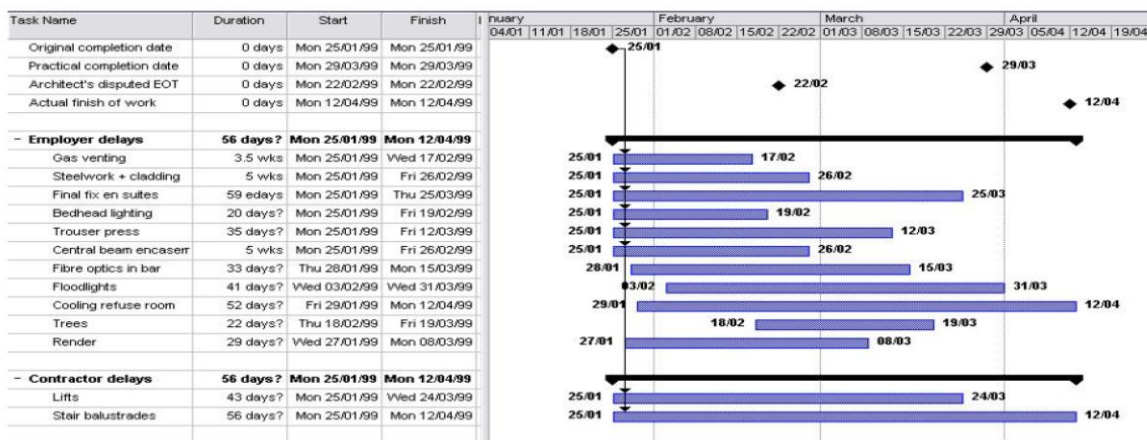 Task Name Duration Start Finish nuary February March April
04/01 11/01 18/01 25/01 01/02 08/02 15/02 22/02 01/03 08/03 15/03 22/03 29/03 05/04 12/04 19/04
Original completion date 0 days Mon 25/01/99 Mon 25/01/99 25/01
Practical completion date 0 days Mon 29/03/99 Mon 29/03/99 29/03
Architect's disputed EOT 0 days Mon 22/02/99 Mon 22/02/99 22/02
Actual finish of work 0 days Mon 12/04/99 Mon 12/04/99 12/04
− Employer delays 56 days? Mon 25/01/99 Mon 12/04/99
Gas venting 3.5 wks Mon 25/01/99 Wed 17/02/99 25/01 17/02
Steelwork + cladding 5 wks Mon 25/01/99 Fri 26/02/99 25/01 26/02
Final fix en suites 59 edays Mon 25/01/99 Thu 25/03/99 25/01 25/03
Bedhead lighting 20 days? Mon 25/01/99 Fri 19/02/99 25/01 19/02
Trouser press 35 days? Mon 25/01/99 Fri 12/03/99 25/01 12/03
Central beam encasem 5 wks Mon 25/01/99 Fri 26/02/99 25/01 26/02
Fibre optics in bar 33 days? Thu 28/01/99 Mon 15/03/99 28/01 15/03
Floodlights 41 days? Wed 03/02/99 Wed 31/03/99 03/02 31/03
Cooling refuse room 52 days? Fri 29/01/99 Mon 12/04/99 29/01 12/04
Trees 22 days? Thu 18/02/99 Fri 19/03/99 18/02 19/03
Render 29 days? Wed 27/01/99 Mon 08/03/99 27/01 08/03
− Contractor delays 56 days? Mon 25/01/99 Mon 12/04/99
Lifts 43 days? Mon 25/01/99 Wed 24/03/99 25/01 24/03
Stair balustrades 56 days? Mon 25/01/99 Mon 12/04/99 25/01 12/04